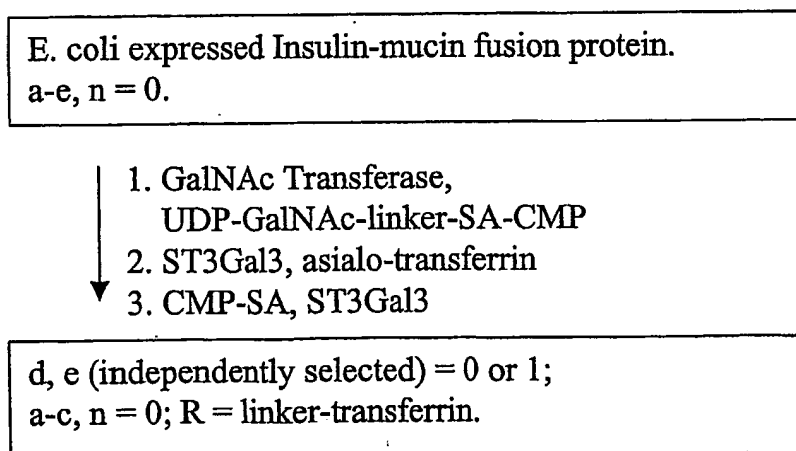 E. coli expressed Insulin-mucin fusion protein.
a-e, n = 0.
1. GalNAc Transferase,
UDP-GalNAc-linker-SA-CMP
2. ST3Gal3, asialo-transferrin
3. CMP-SA, ST3Gal3
d, e (independently selected) = 0 or 1;
a-c, n = 0; R = linker-transferrin.